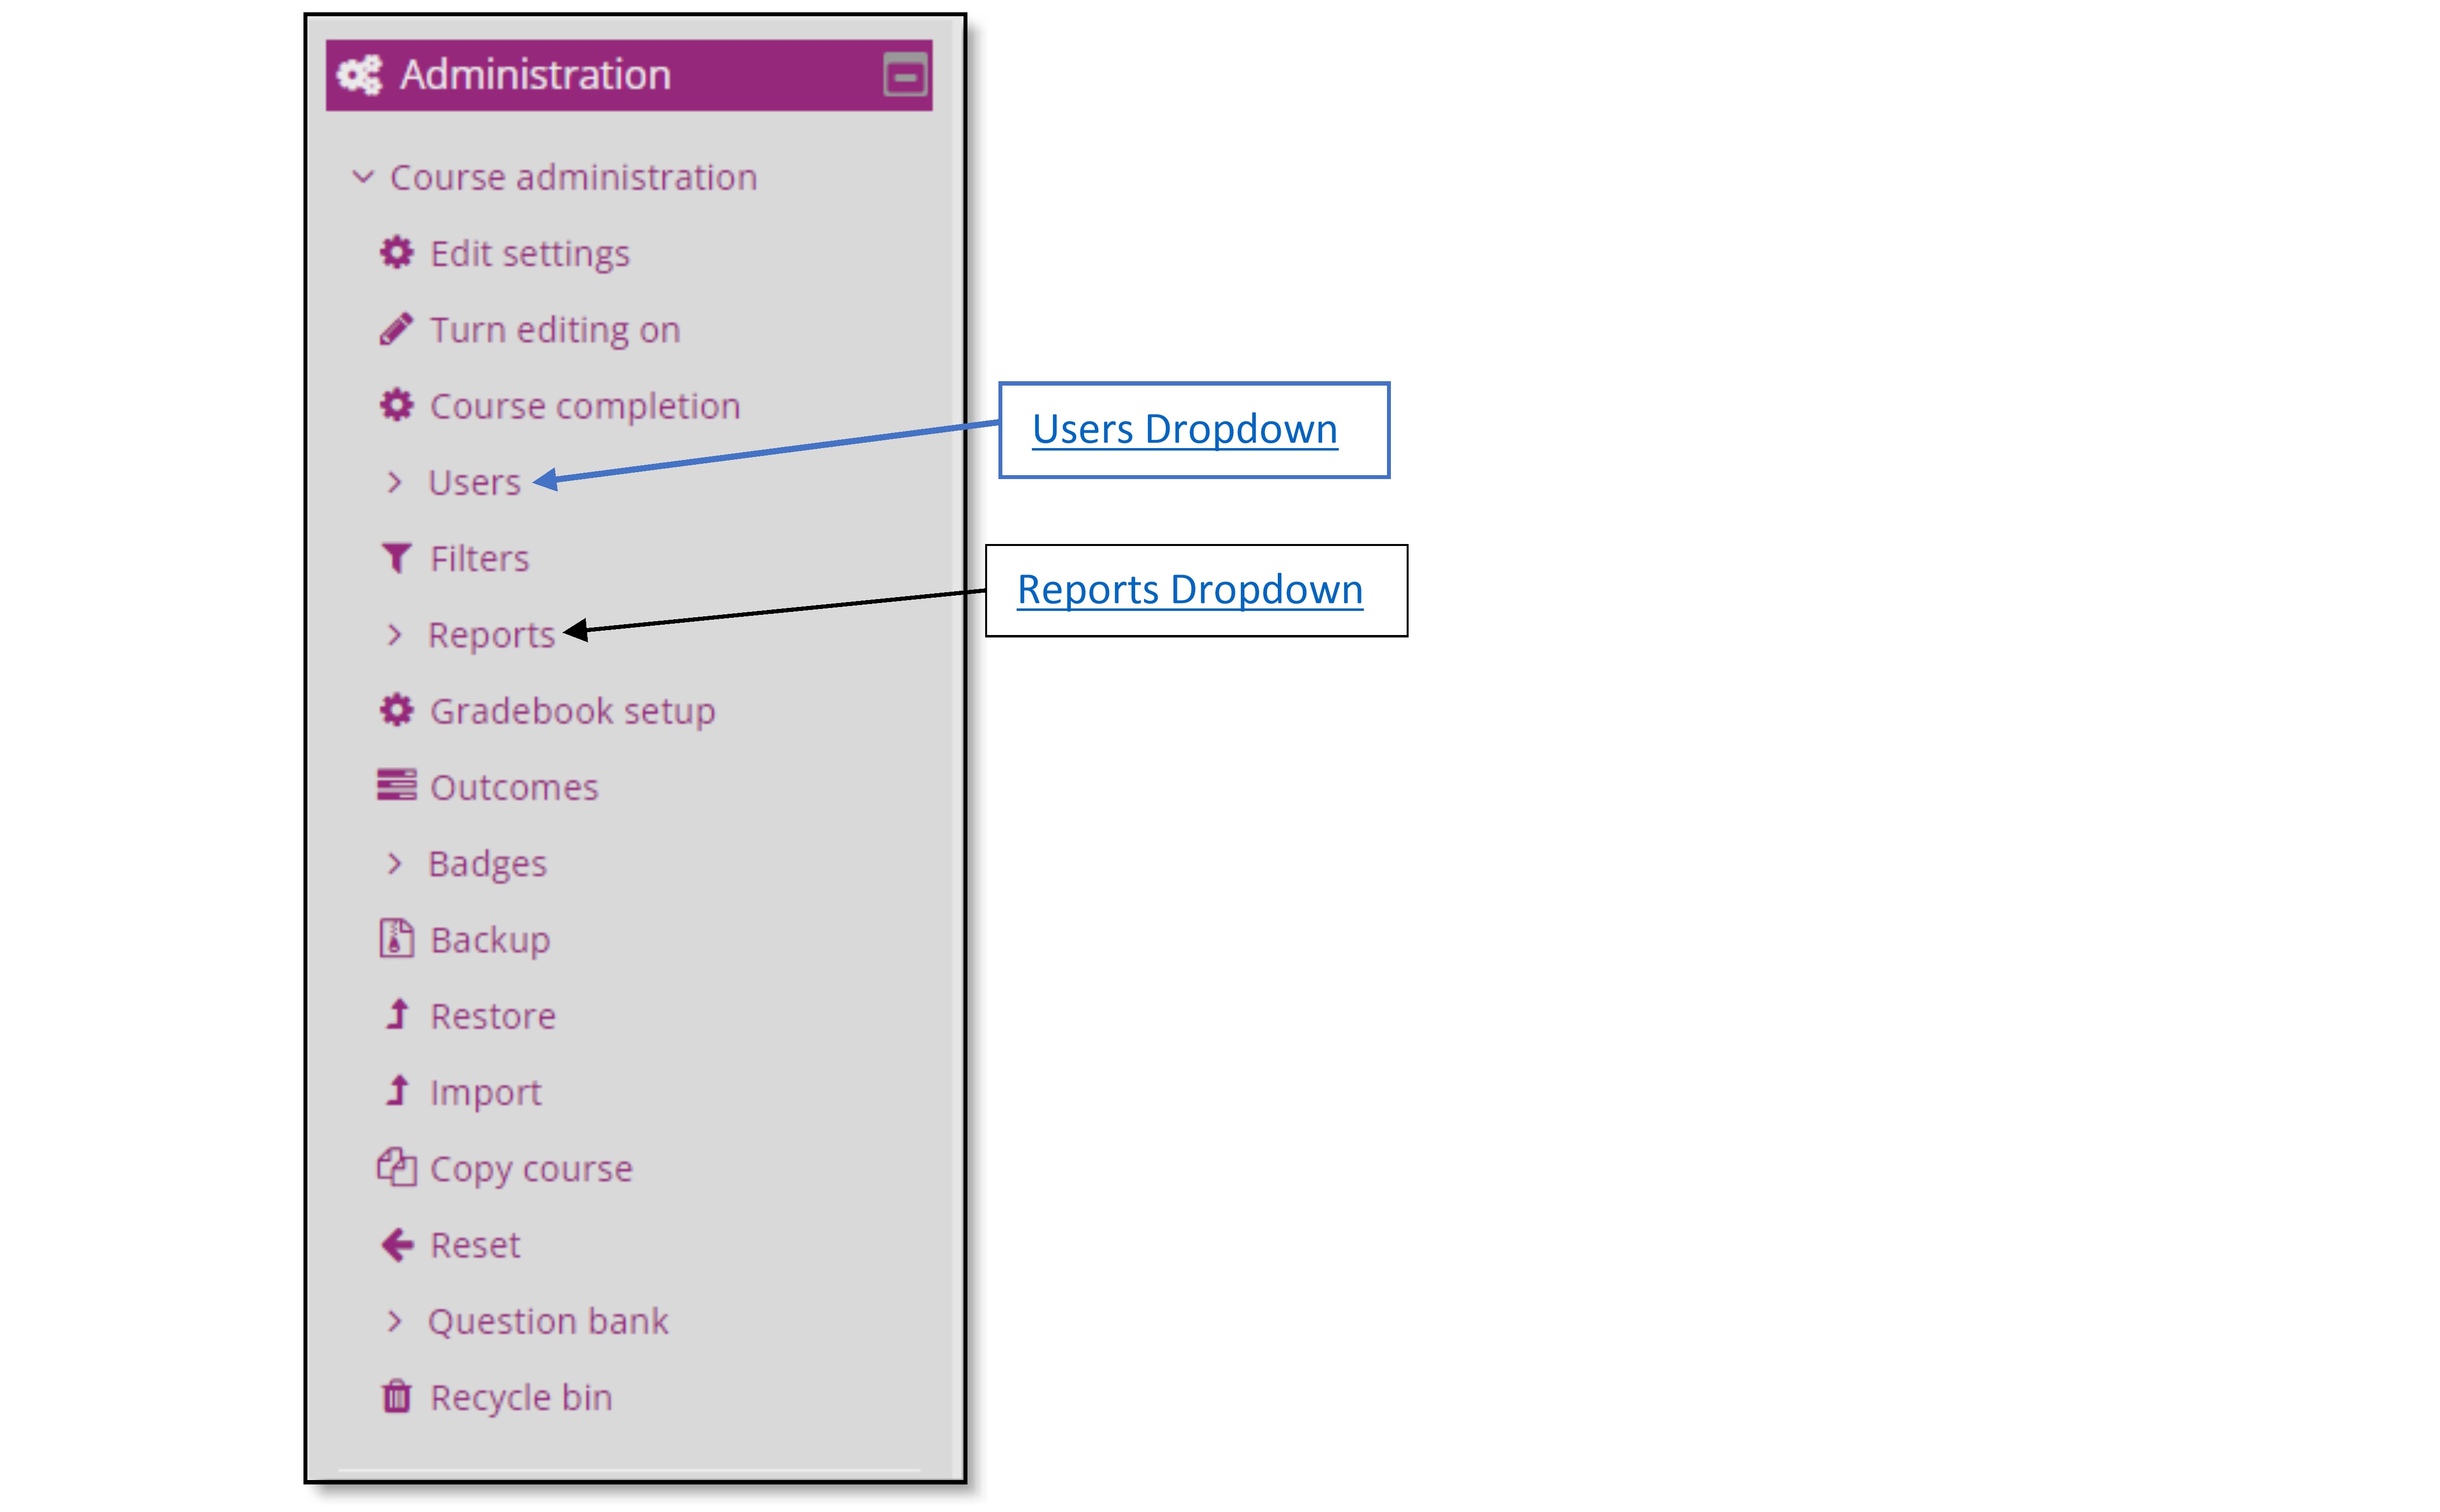 Administration
Course administration
Edit settings
Turn editing on
Course completion
Users
Filters
Reports
Gradebook setup
Outcomes
Badges
Backup
Restore
Import
Copy course
Reset
Question bank
Recycle bin
Users Dropdown
Reports Dropdown